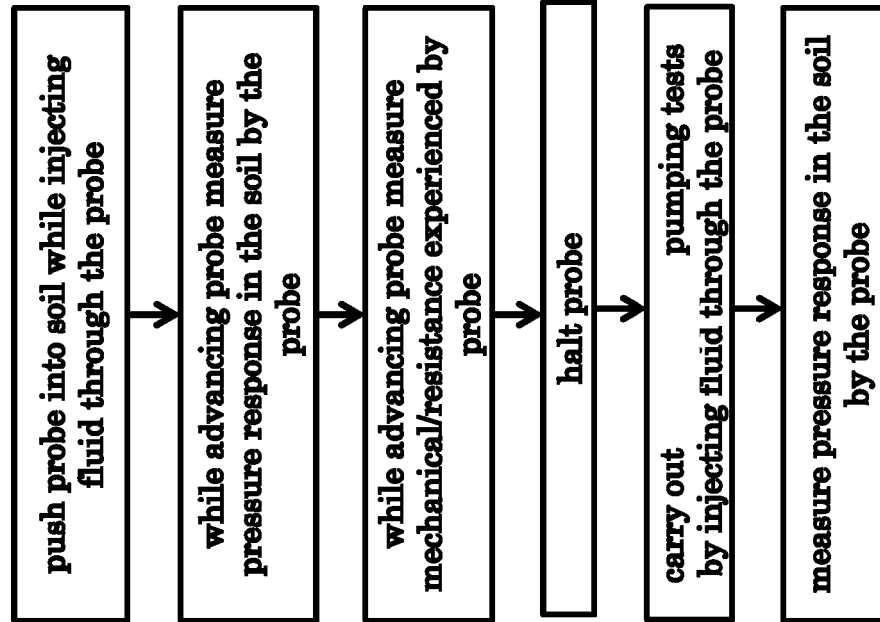 push probe into soil while injecting
fluid through the probe
while advancing probe measure
pressure response in the soil by the
probe
while advancing probe measure
mechanical/resistance experienced by
probe
halt probe
carry out pumping tests
by injecting fluid through the probe
measure pressure response in the soil
by the probe